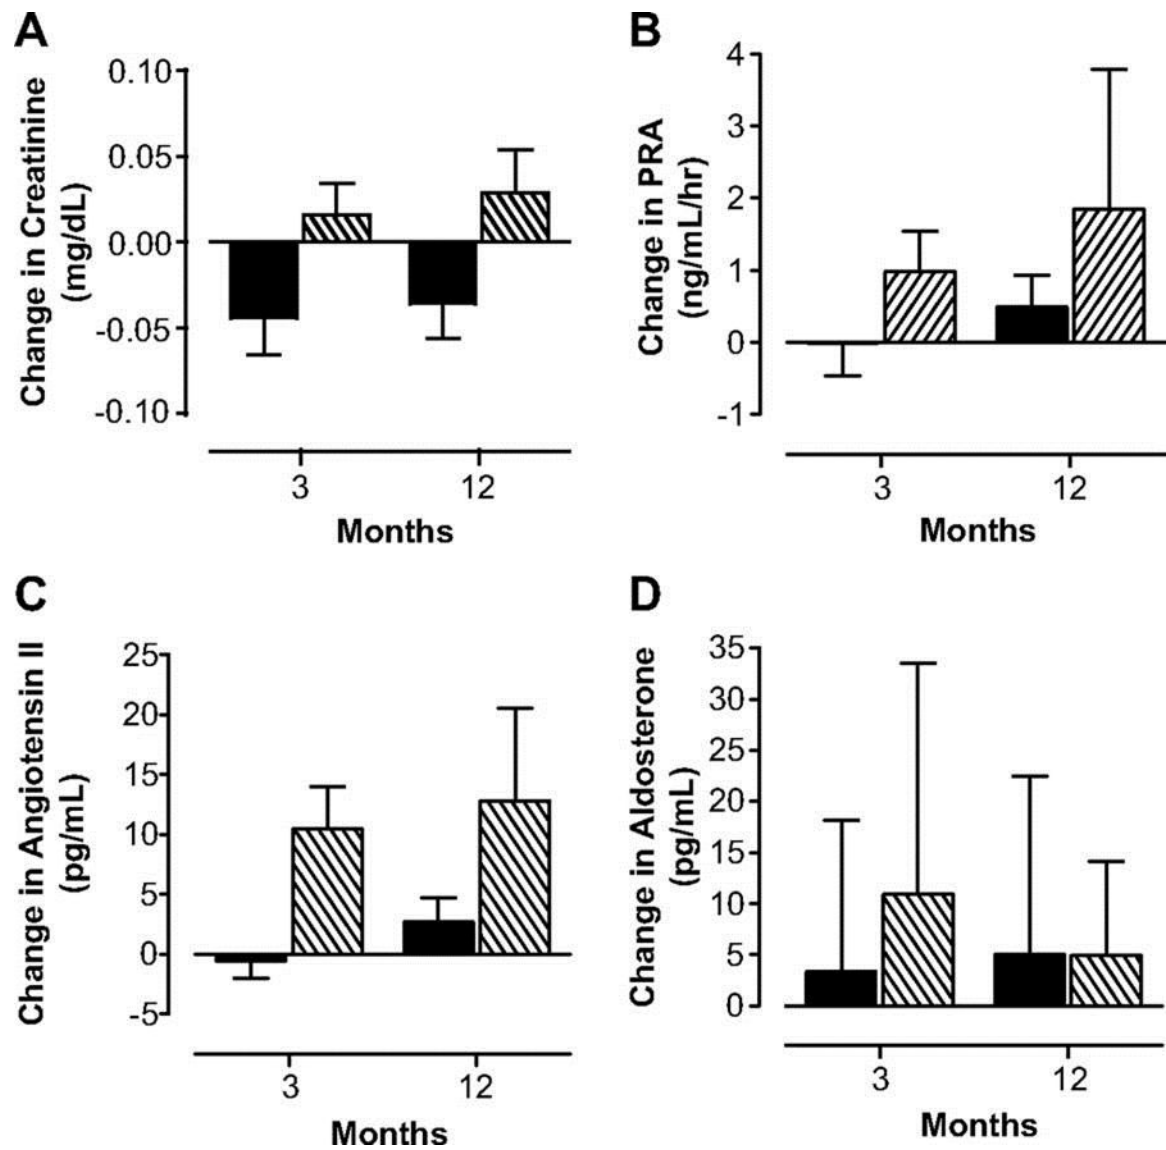 A
Change in Creatinine
(mg/dL)
0.10
0.05
0.00
-0.05
-0.10
3
12
Months
B
Change in PRA
(ng/mL/hr)
4
3
2
1
0
-1
3
12
Months
C
Change in Angiotensin II
(pg/mL)
25
20
15
10
5
0
-5
3
12
Months
D
Change in Aldosterone
(pg/mL)
35
30
25
20
15
10
5
0
3
12
Months